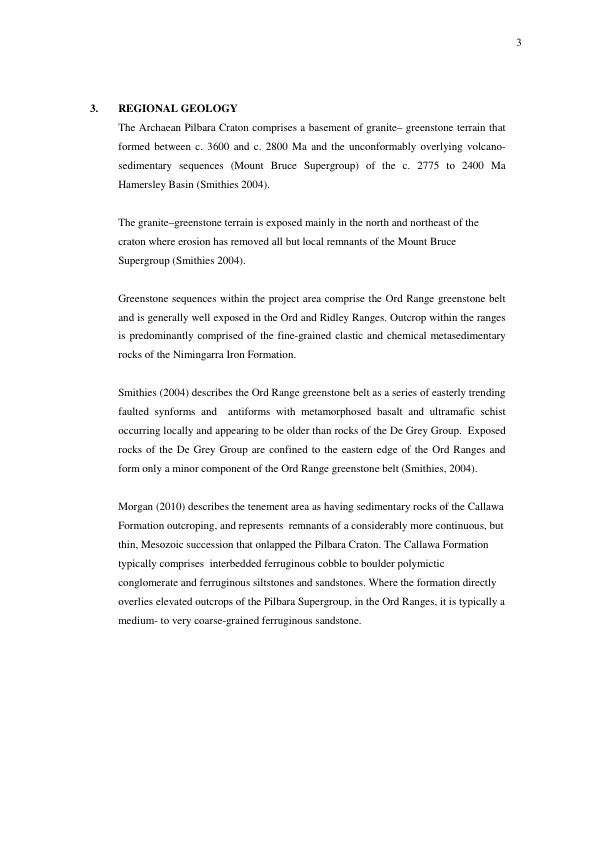 3
3. REGIONAL GEOLOGY
The Archaean Pilbara Craton comprises a basement of granite– greenstone terrain that
formed between c. 3600 and c. 2800 Ma and the unconformably overlying volcano-
sedimentary sequences (Mount Bruce Supergroup) of the c. 2775 to 2400 Ma
Hamersley Basin (Smithies 2004).
The granite–greenstone terrain is exposed mainly in the north and northeast of the
craton where erosion has removed all but local remnants of the Mount Bruce
Supergroup (Smithies 2004).
Greenstone sequences within the project area comprise the Ord Range greenstone belt
and is generally well exposed in the Ord and Ridley Ranges. Outcrop within the ranges
is predominantly comprised of the fine-grained clastic and chemical metasedimentary
rocks of the Nimingarra Iron Formation.
Smithies (2004) describes the Ord Range greenstone belt as a series of easterly trending
faulted synforms and  antiforms with metamorphosed basalt and ultramafic schist
occurring locally and appearing to be older than rocks of the De Grey Group.  Exposed
rocks of the De Grey Group are confined to the eastern edge of the Ord Ranges and
form only a minor component of the Ord Range greenstone belt (Smithies, 2004).
Morgan (2010) describes the tenement area as having sedimentary rocks of the Callawa
Formation outcroping, and represents  remnants of a considerably more continuous, but
thin, Mesozoic succession that onlapped the Pilbara Craton. The Callawa Formation
typically comprises  interbedded ferruginous cobble to boulder polymictic
conglomerate and ferruginous siltstones and sandstones. Where the formation directly
overlies elevated outcrops of the Pilbara Supergroup, in the Ord Ranges, it is typically a
medium- to very coarse-grained ferruginous sandstone.